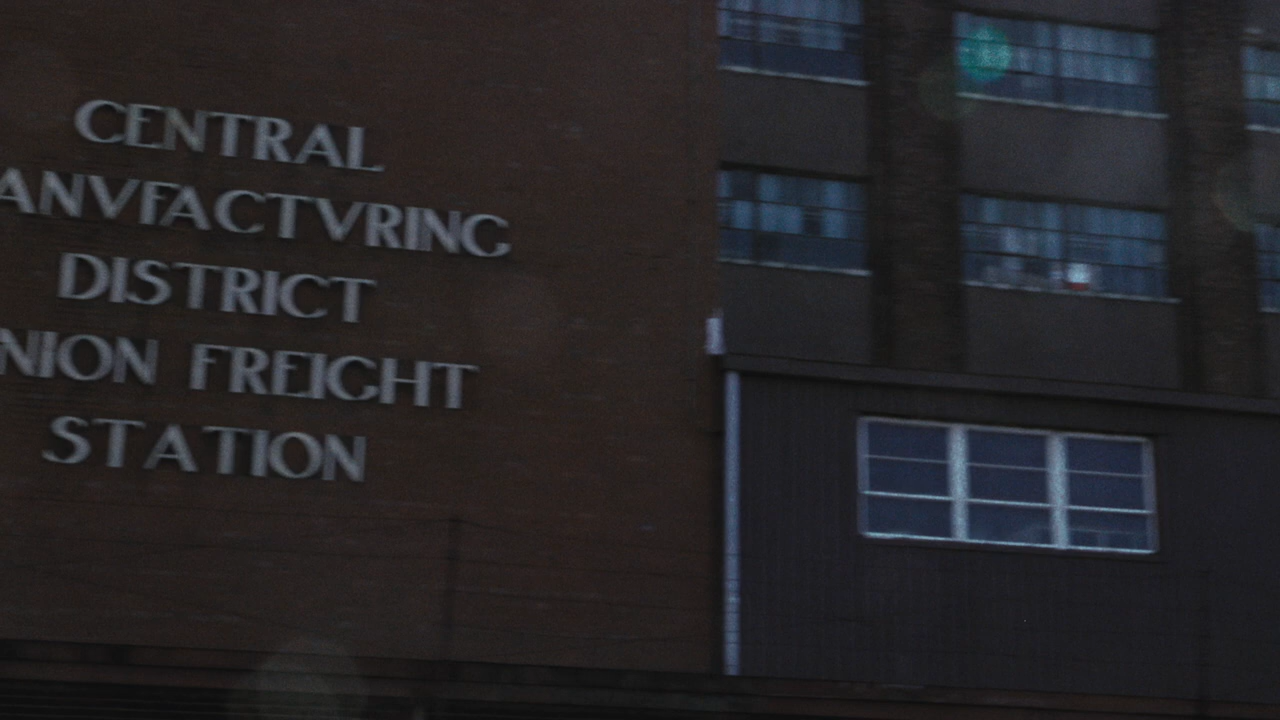 CENTRAL
ANVFACTVRING
DISTRICT
NION FREIGHT
STATION